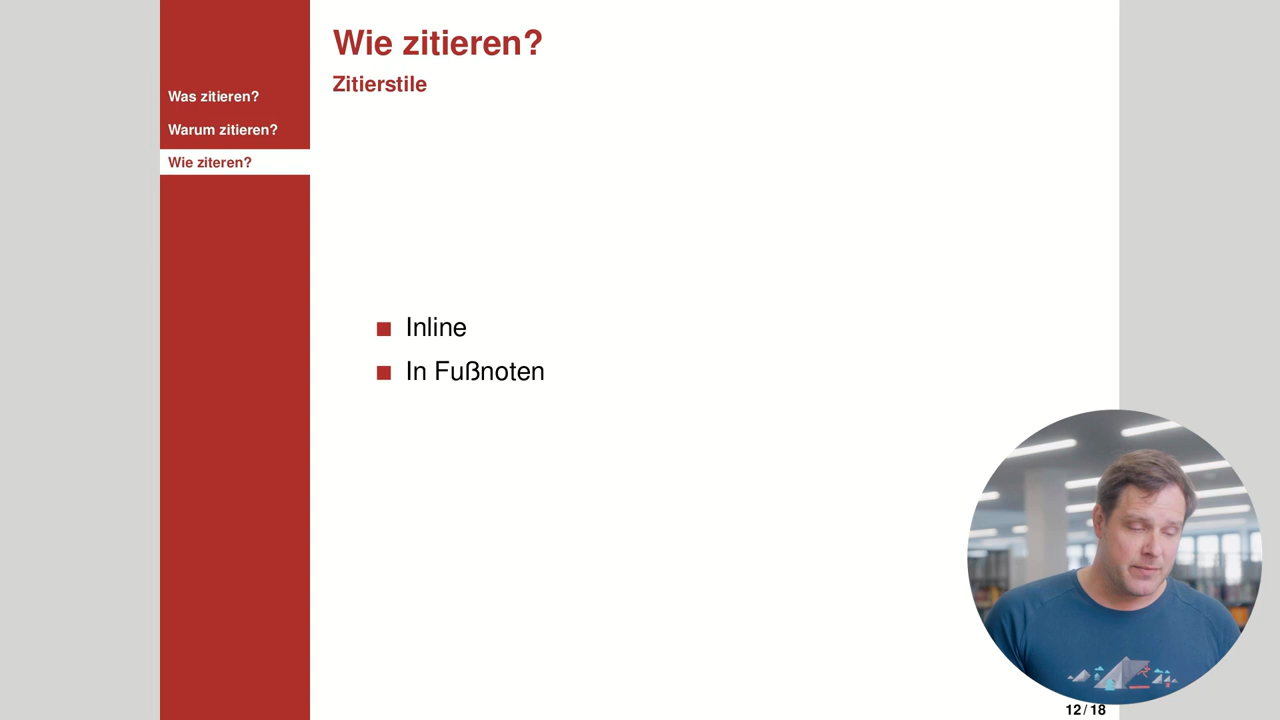 Wie zitieren?
Zitierstile
Was zitieren?
Warum zitieren?
Wie ziteren?
Inline
In Fußnoten
12 / 18